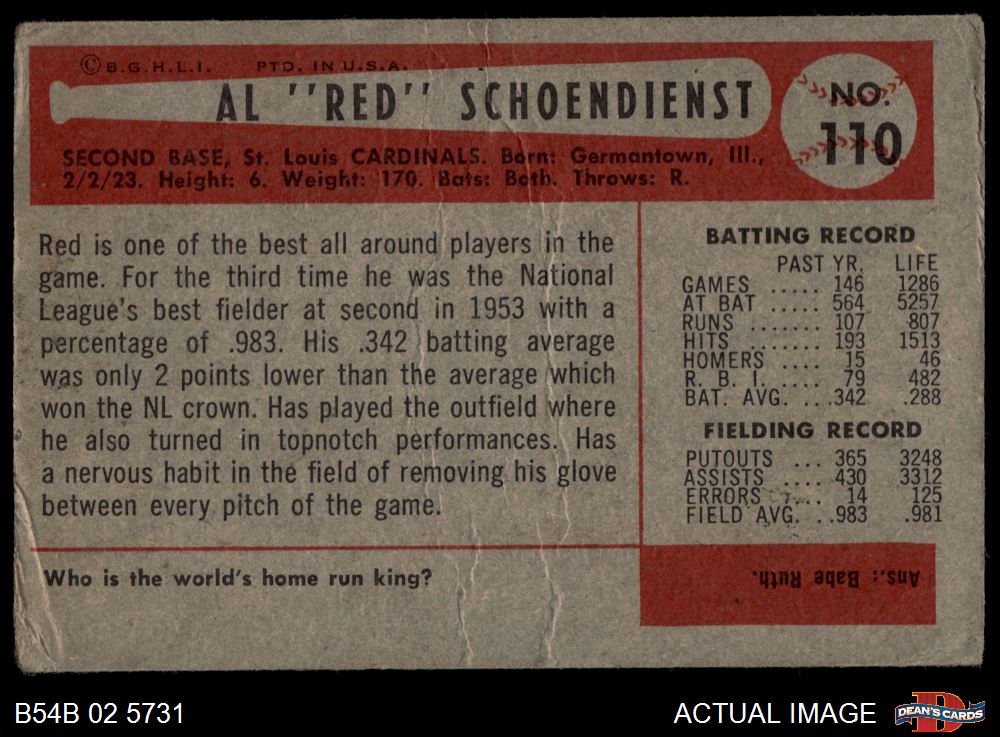 © B.G.H.L.I. PTD. IN U.S.A.
AL "RED" SCHOENDIENST
NO.
110
SECOND BASE, St. Louis CARDINALS. Born: Germantown, Ill.,
2/2/23. Height: 6. Weight: 170. Bats: Both. Throws: R.
Red is one of the best all around players in the
game. For the third time he was the National
League's best fielder at second in 1953 with a
percentage of .983. His .342 batting average
was only 2 points lower than the average which
won the NL crown. Has played the outfield where
he also turned in topnotch performances. Has
a nervous habit in the field of removing his glove
between every pitch of the game.
BATTING RECORD
PAST YR. LIFE
GAMES ..... 146 1286
AT BAT ..... 564 5257
RUNS ....... 107 807
HITS ....... 193 1513
HOMERS .... 15 46
R. B. I. .... 79 482
BAT. AVG. ...342 .288
FIELDING RECORD
PUTOUTS ... 365 3248
ASSISTS .... 430 3312
ERRORS ..... 14 125
FIELD AVG. ..983 .981
Who is the world's home run king?
Ans.: Babe Ruth.
B54B 02 5731
ACTUAL IMAGE
DEAN'S CARDS